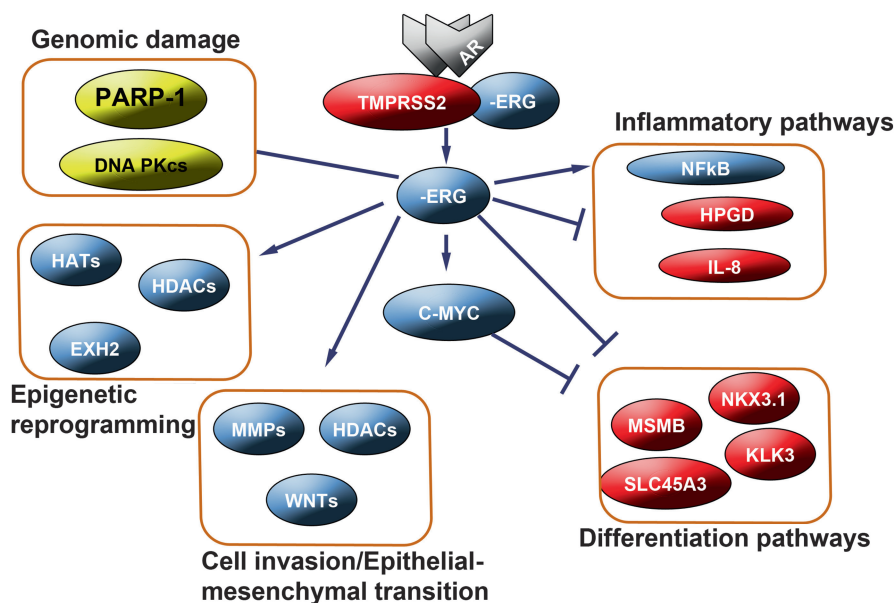 Genomic damage
PARP-1
DNA PKcs
AR
TMPRSS2
-ERG
-ERG
Inflammatory pathways
NFkB
HPGD
IL-8
HATs
HDACs
EXH2
Epigenetic
reprogramming
C-MYC
MMPs
HDACs
WNTs
Cell invasion/Epithelial-
mesenchymal transition
NKX3.1
MSMB
KLK3
SLC45A3
Differentiation pathways